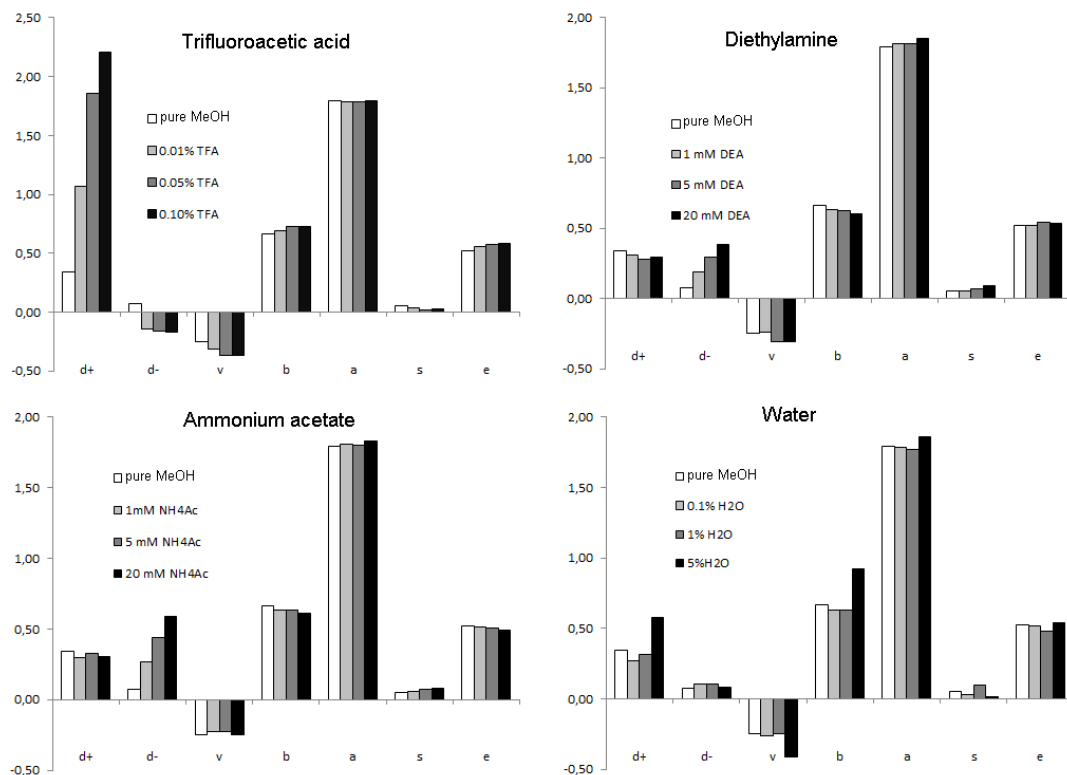 Trifluoroacetic acid
2,50
2,00
1,50
1,00
0,50
0,00
-0,50
pure MeOH
0.01% TFA
0.05% TFA
0.10% TFA
d+ d- v b a s e
Diethylamine
2,00
1,50
1,00
0,50
0,00
-0,50
pure MeOH
1 mM DEA
5 mM DEA
20 mM DEA
d+ d- v b a s e
Ammonium acetate
2,00
1,50
1,00
0,50
0,00
-0,50
pure MeOH
1mM NH4Ac
5 mM NH4Ac
20 mM NH4Ac
d+ d- v b a s e
Water
2,00
1,50
1,00
0,50
0,00
-0,50
pure MeOH
0.1% H2O
1% H2O
5%H2O
d+ d- v b a s e